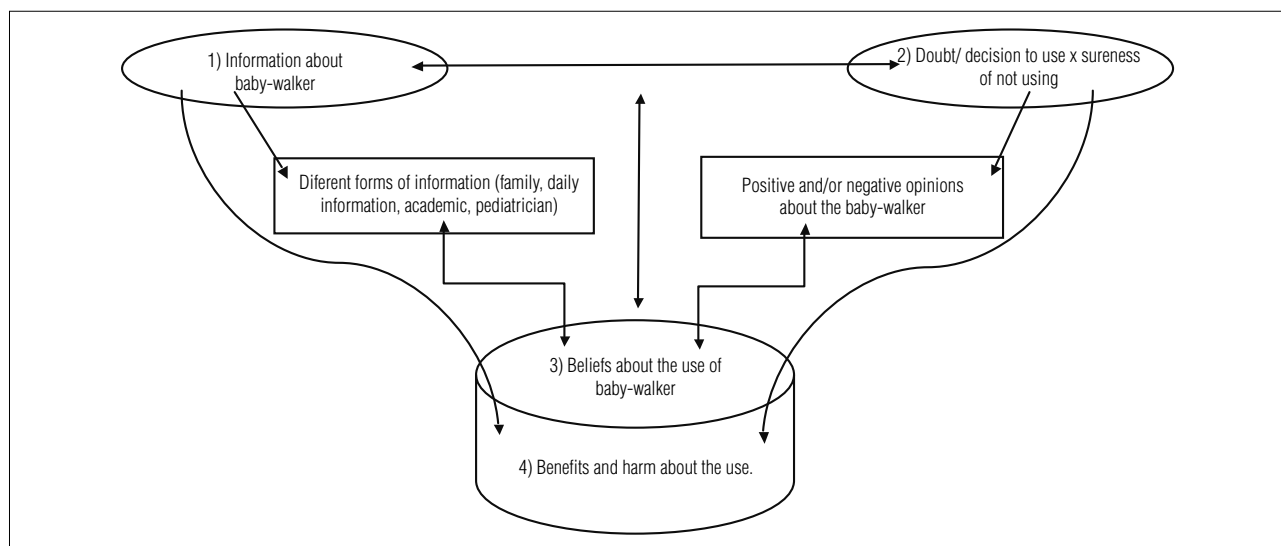 1) Information about
baby-walker
2) Doubt/ decision to use x sureness
of not using
Diferent forms of information (family, daily
information, academic, pediatrician)
Positive and/or negative opinions
about the baby-walker
3) Beliefs about the use of
baby-walker
4) Benefits and harm about the use.